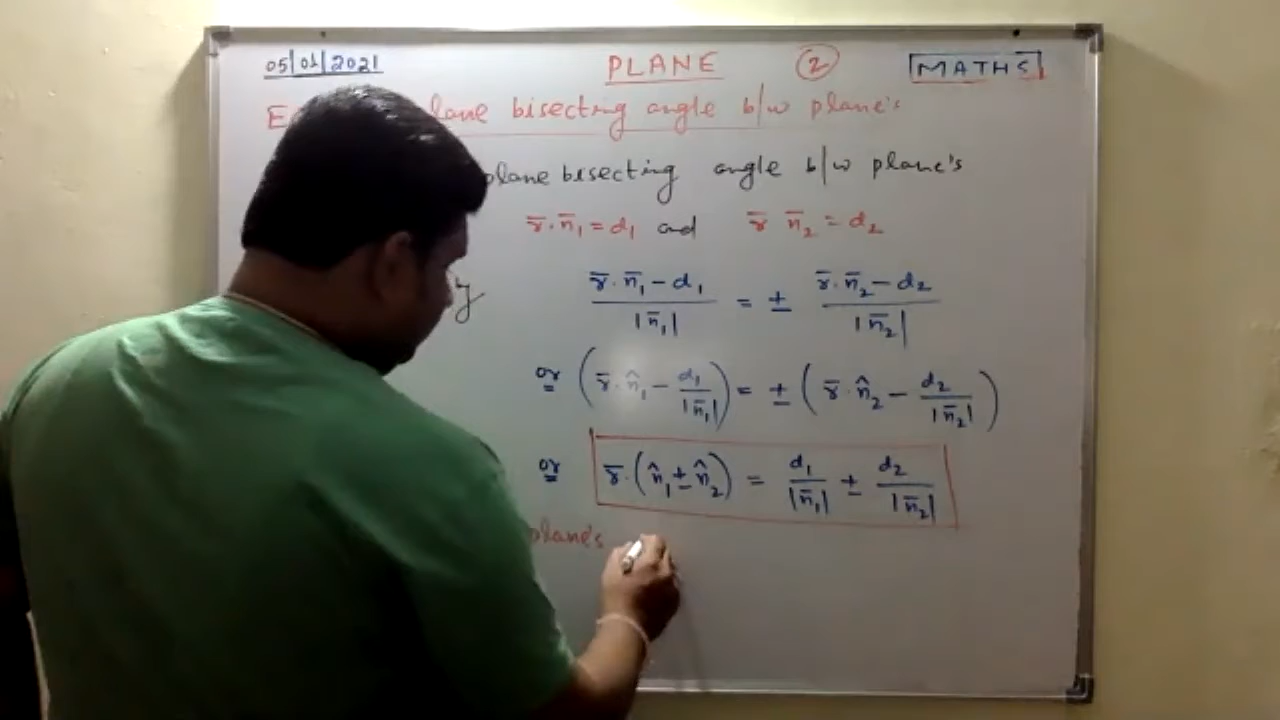 05/01/2021 PLANE 2 MATHS
bisecting angle b/w plane's
plane bisecting angle b/w plane's
r̄·n̄₁ = d₁ and r̄ n̄₂ = d₂
(r̄·n̄₁ − d₁)/|n̄₁| = ± (r̄·n̄₂ − d₂)/|n̄₂|
or (r̄·n̂₁ − d₁/|n̄₁|) = ± (r̄·n̂₂ − d₂/|n̄₂|)
or r̄·(n̂₁ ± n̂₂) = d₁/|n̄₁| ± d₂/|n̄₂|
plane's